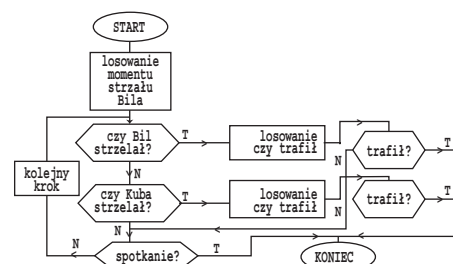 START
losowanie
momentu
strzału
Bila
czy Bil
strzelał?
T
losowanie
czy trafił
trafił?
T
N
N
kolejny
krok
czy Kuba
strzelał?
T
losowanie
czy trafił
trafił?
T
N
N
N
spotkanie?
T
KONIEC